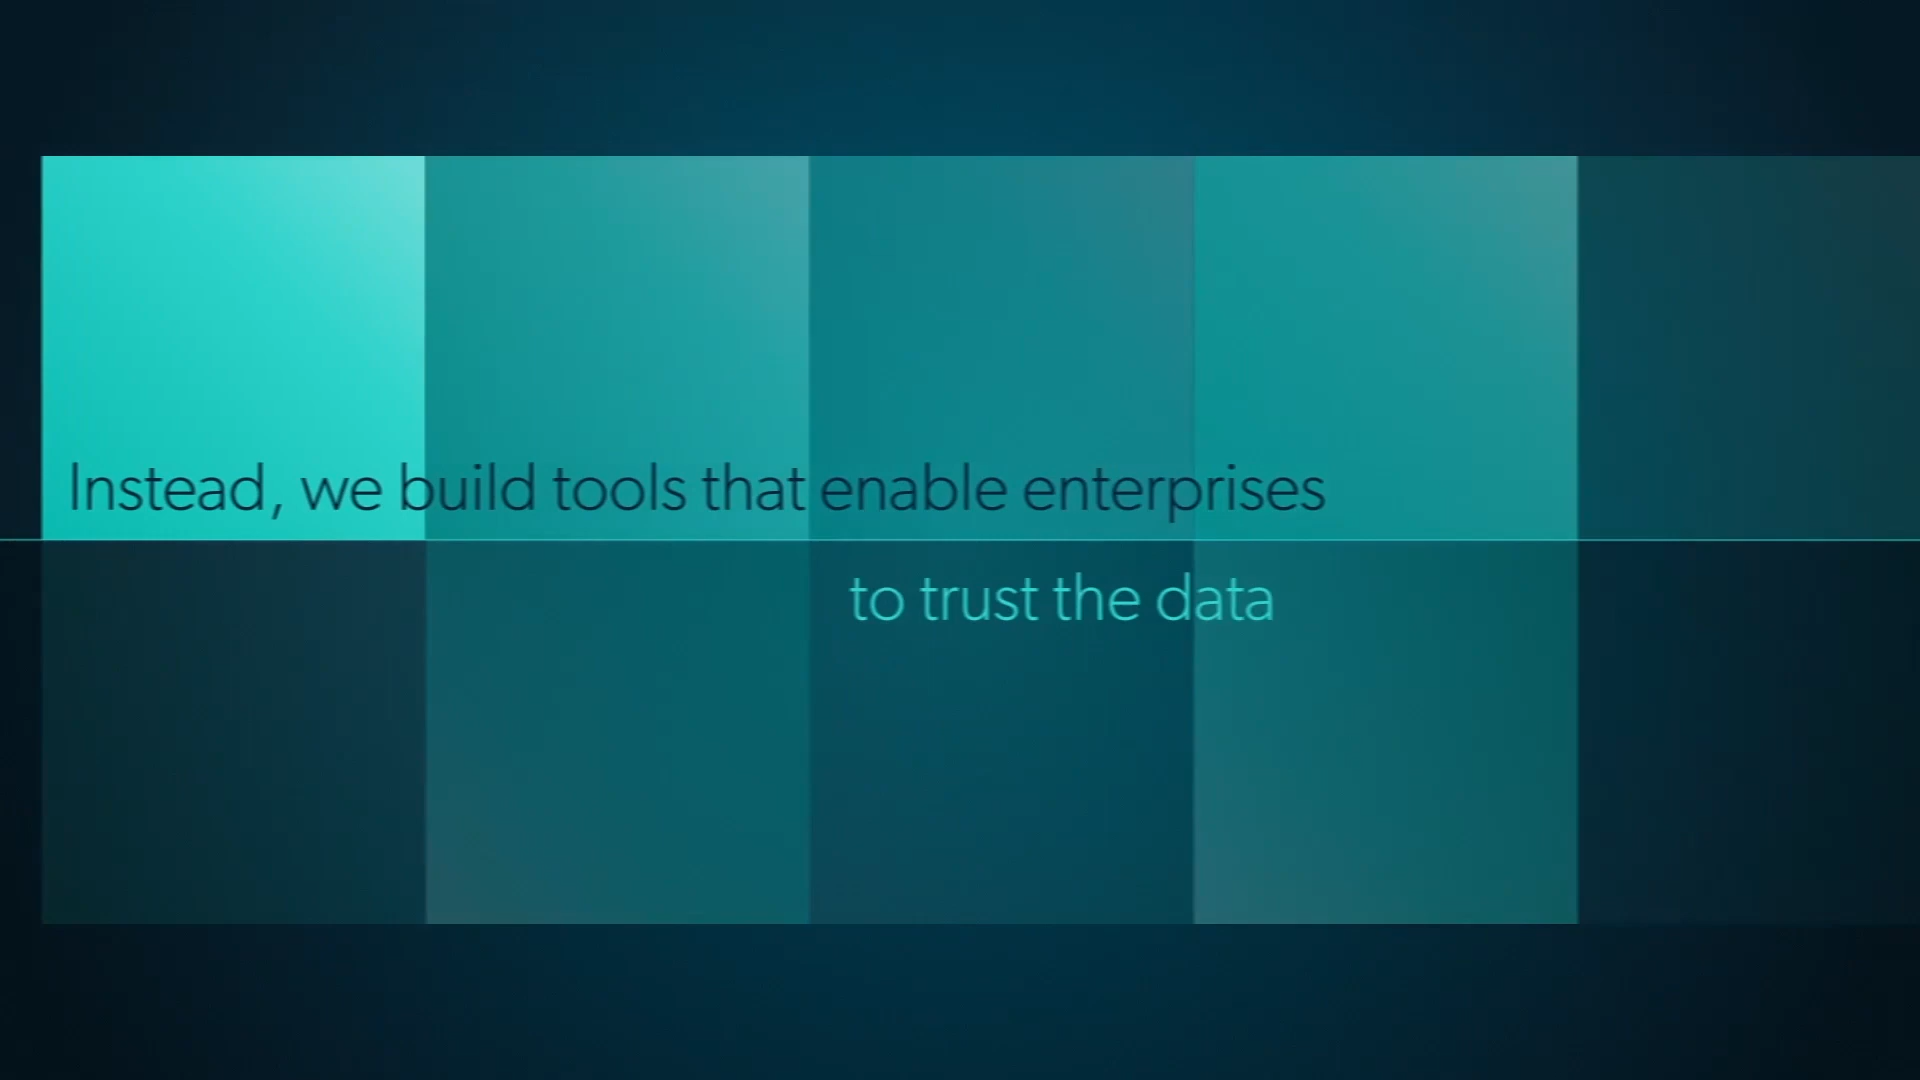 Instead, we build tools that enable enterprises
to trust the data